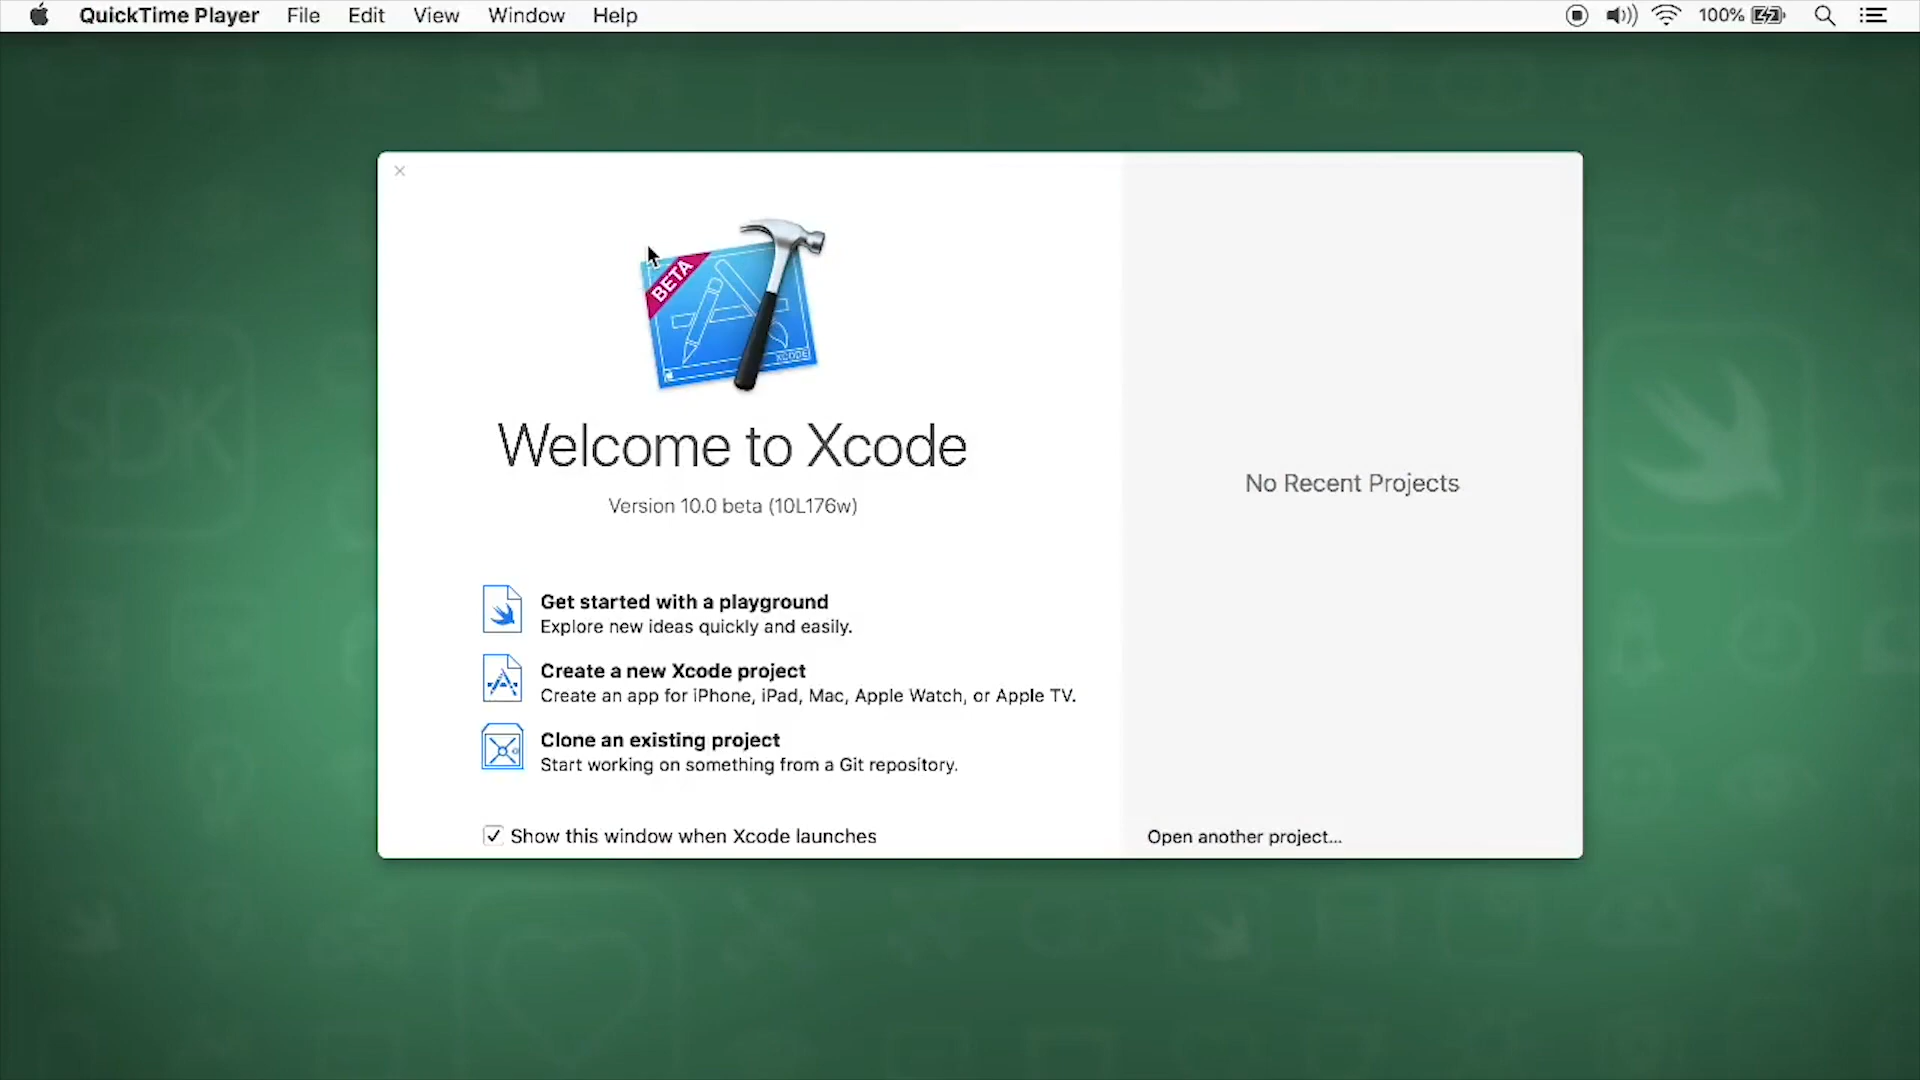 QuickTime Player File Edit View Window Help 100%
BETA
XCODE
Welcome to Xcode
Version 10.0 beta (10L176w)
No Recent Projects
Get started with a playground
Explore new ideas quickly and easily.
Create a new Xcode project
Create an app for iPhone, iPad, Mac, Apple Watch, or Apple TV.
Clone an existing project
Start working on something from a Git repository.
Show this window when Xcode launches
Open another project...
SDK